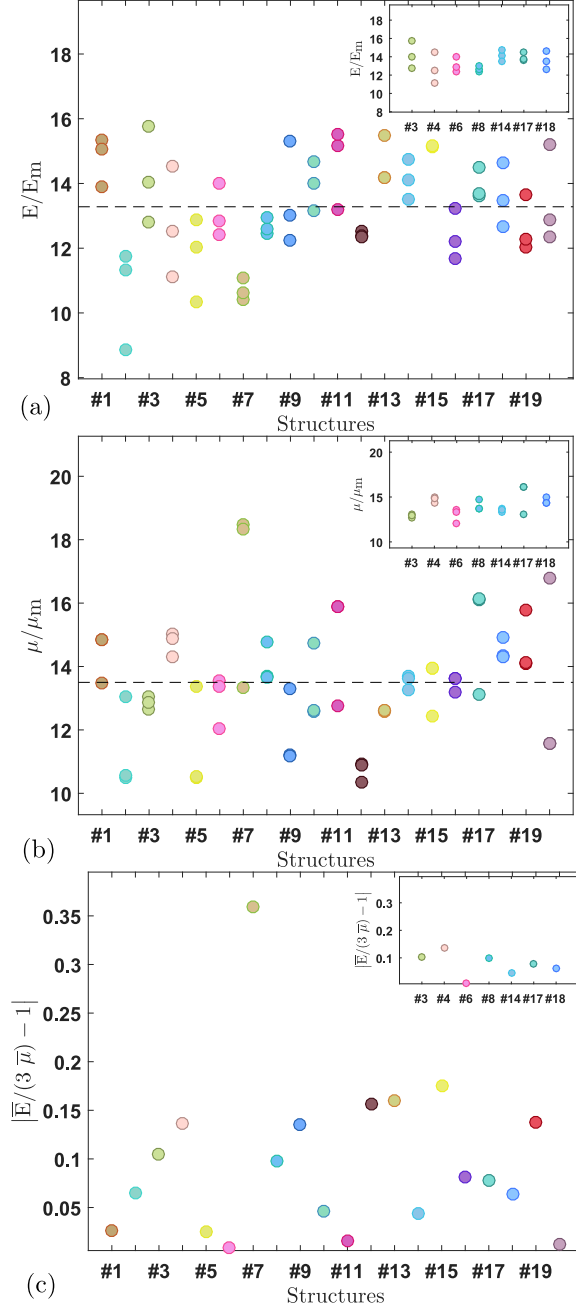 18
16
14
12
10
8
E/Em
#1 #3 #5 #7 #9 #11 #13 #15 #17 #19
Structures
(a)
18
16
14
12
10
8
E/Em
#3 #4 #6 #8 #14 #17 #18
20
18
16
14
12
10
μ/μm
#1 #3 #5 #7 #9 #11 #13 #15 #17 #19
Structures
(b)
20
15
10
μ/μm
#3 #4 #6 #8 #14 #17 #18
0.35
0.3
0.25
0.2
0.15
0.1
0.05
|E̅/(3 μ̅) − 1|
#1 #3 #5 #7 #9 #11 #13 #15 #17 #19
Structures
(c)
0.3
0.2
0.1
|E̅/(3 μ̅) − 1|
#3 #4 #6 #8 #14 #17 #18